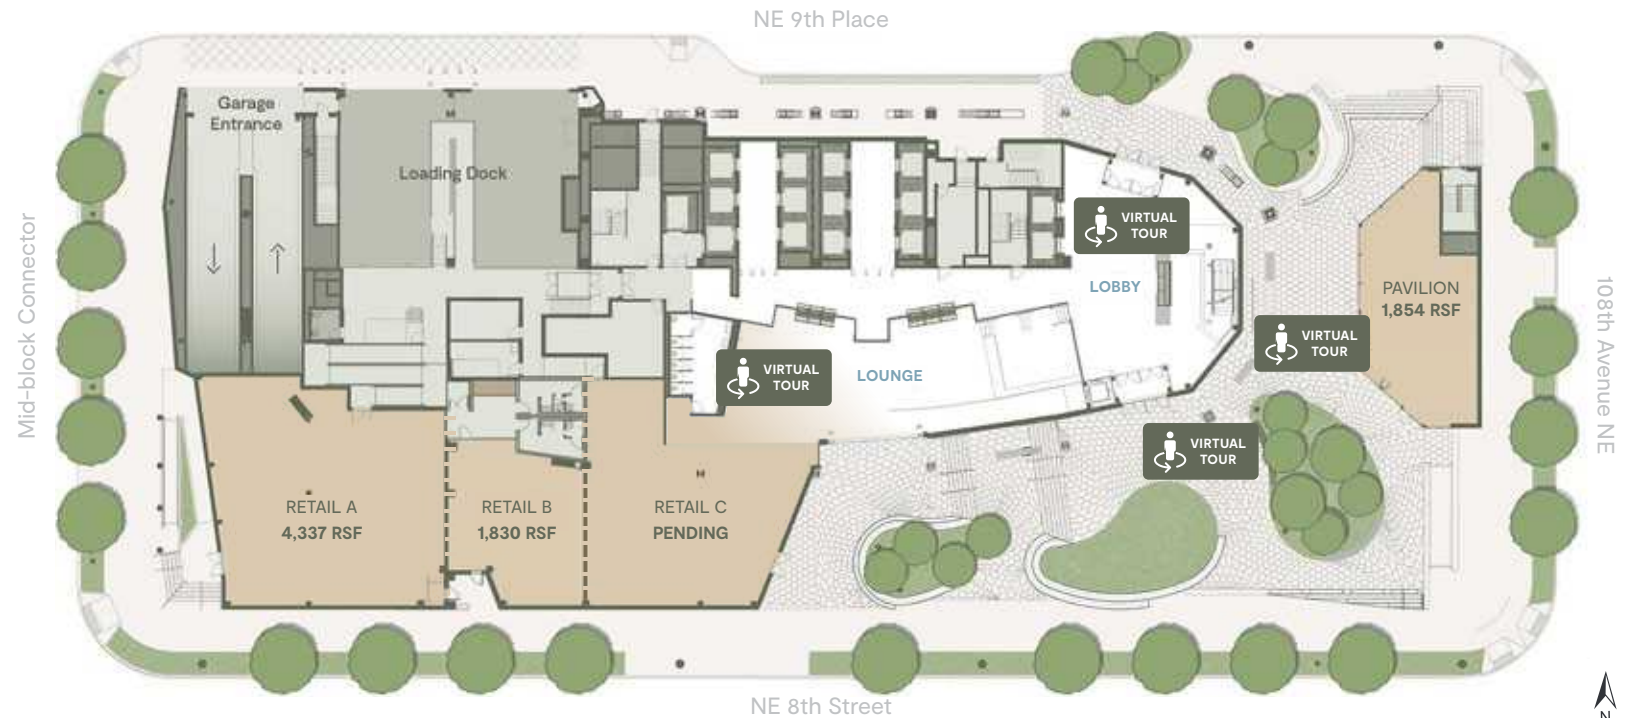 NE 9th Place
Garage
Entrance
Loading Dock
VIRTUAL
TOUR
LOBBY
PAVILION
1,854 RSF
VIRTUAL
TOUR
VIRTUAL
TOUR
LOUNGE
VIRTUAL
TOUR
RETAIL A
4,337 RSF
RETAIL B
1,830 RSF
RETAIL C
PENDING
Mid-block Connector
108th Avenue NE
NE 8th Street
N